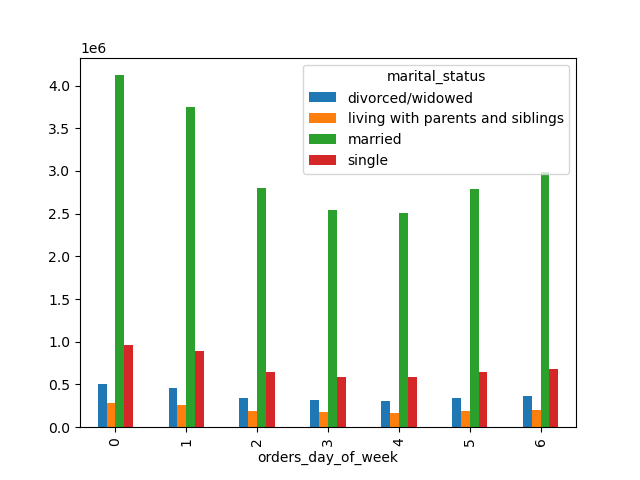 1e6
4.0
3.5
3.0
2.5
2.0
1.5
1.0
0.5
0.0
marital_status
divorced/widowed
living with parents and siblings
married
single
0 1 2 3 4 5 6
orders_day_of_week